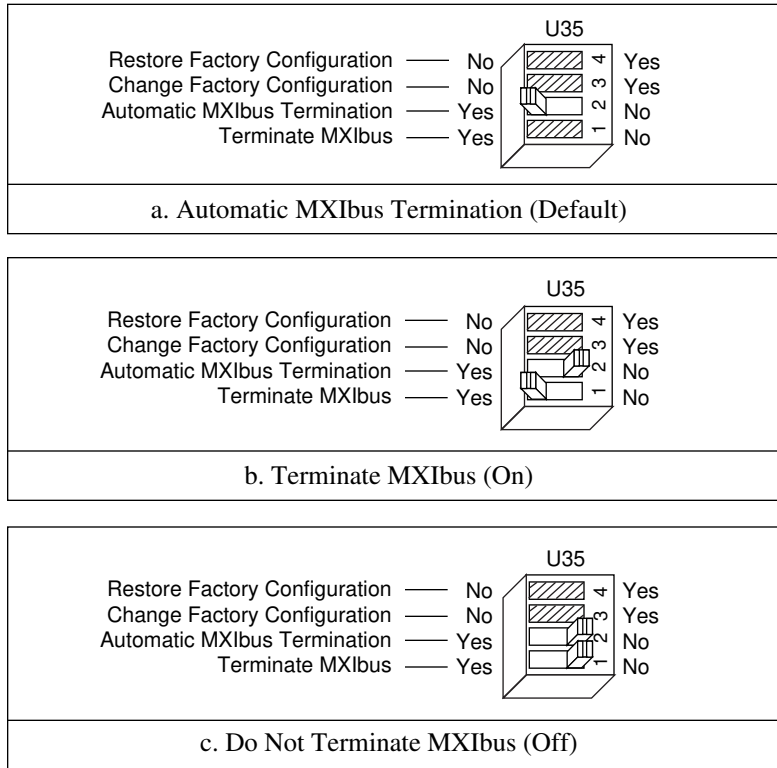 U35
Restore Factory Configuration No 4 Yes
Change Factory Configuration No 3 Yes
Automatic MXIbus Termination Yes 2 No
Terminate MXIbus Yes 1 No
a. Automatic MXIbus Termination (Default)
U35
Restore Factory Configuration No 4 Yes
Change Factory Configuration No 3 Yes
Automatic MXIbus Termination Yes 2 No
Terminate MXIbus Yes 1 No
b. Terminate MXIbus (On)
U35
Restore Factory Configuration No 4 Yes
Change Factory Configuration No 3 Yes
Automatic MXIbus Termination Yes 2 No
Terminate MXIbus Yes 1 No
c. Do Not Terminate MXIbus (Off)